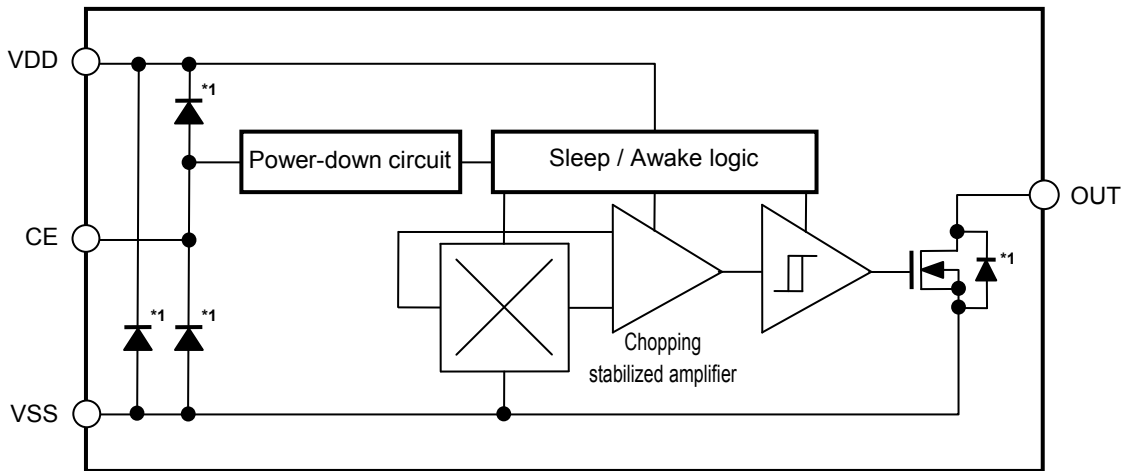 VDD
*1
Power-down circuit
Sleep / Awake logic
OUT
CE
*1
*1
*1
Chopping
stabilized amplifier
VSS